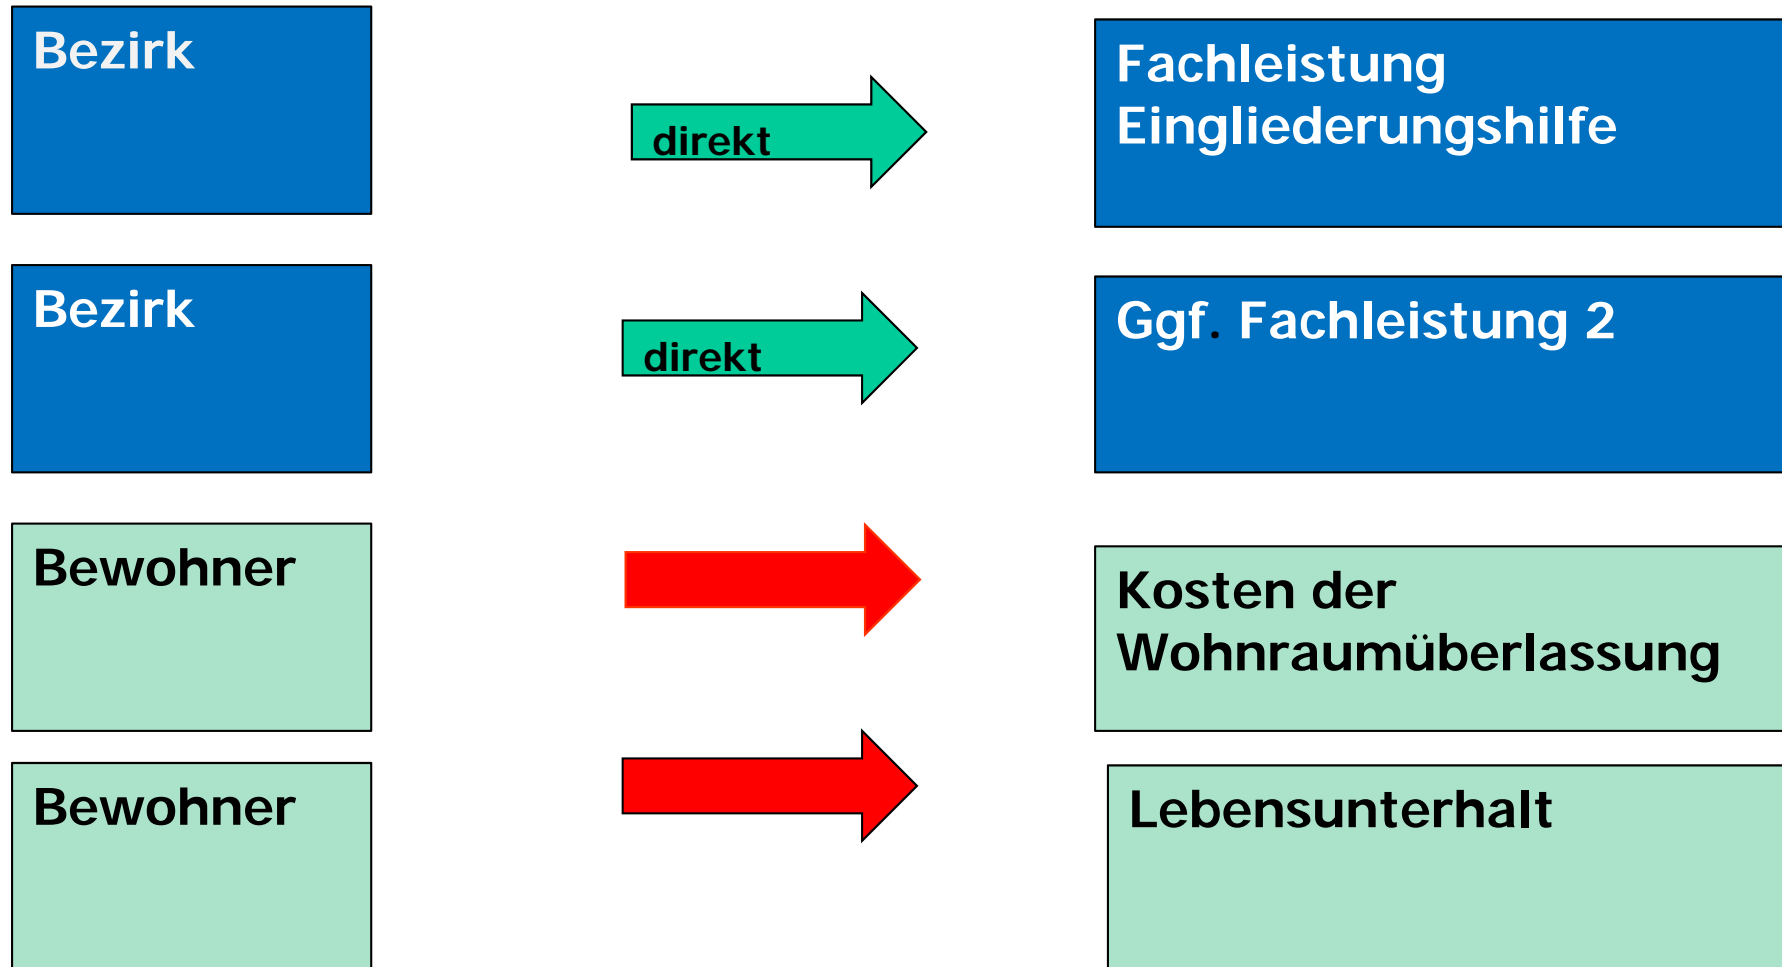 Bezirk
direkt
Fachleistung
Eingliederungshilfe
Bezirk
direkt
Ggf. Fachleistung 2
Bewohner
Kosten der
Wohnraumüberlassung
Bewohner
Lebensunterhalt